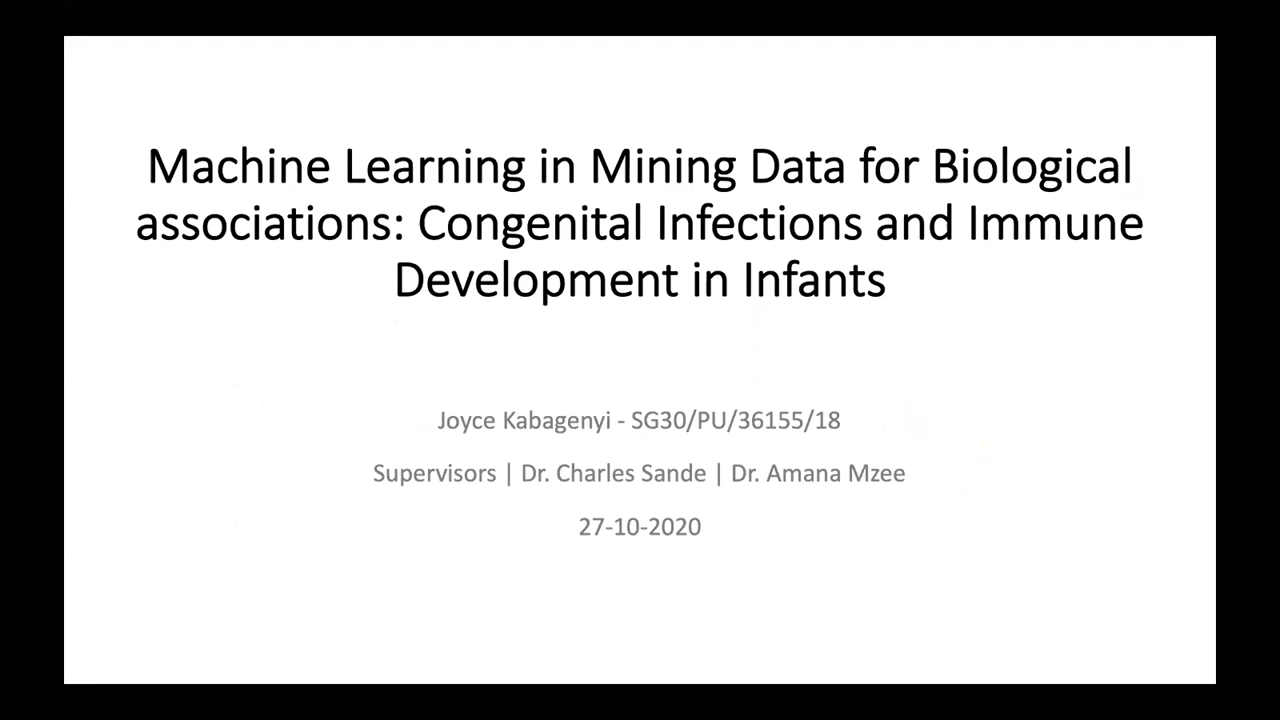 Machine Learning in Mining Data for Biological
associations: Congenital Infections and Immune
Development in Infants
Joyce Kabagenyi - SG30/PU/36155/18
Supervisors | Dr. Charles Sande | Dr. Amana Mzee
27-10-2020